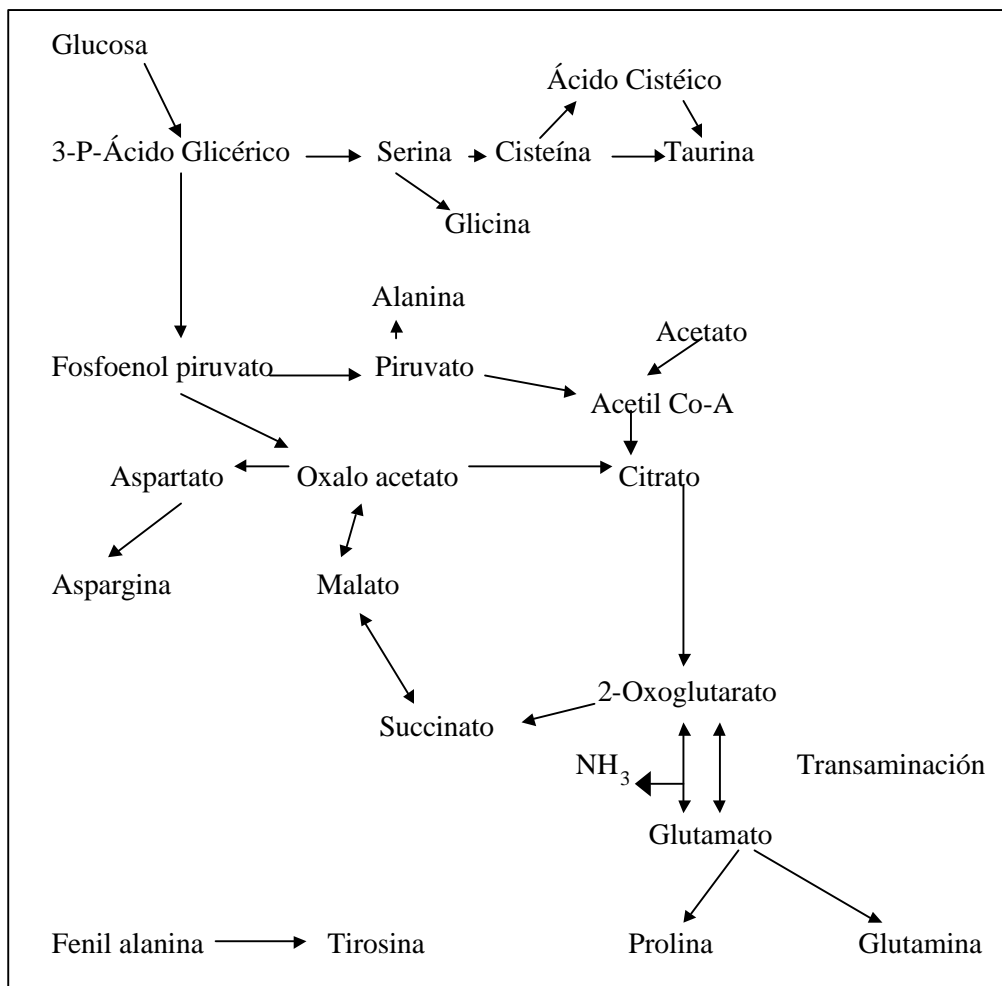 Glucosa
Ácido Cistéico
3-P-Ácido Glicérico
Serina
Cisteína
Taurina
Glicina
Alanina
Acetato
Fosfoenol piruvato
Piruvato
Acetil Co-A
Aspartato
Oxalo acetato
Citrato
Aspargina
Malato
2-Oxoglutarato
Succinato
NH3
Transaminación
Glutamato
Fenil alanina
Tirosina
Prolina
Glutamina